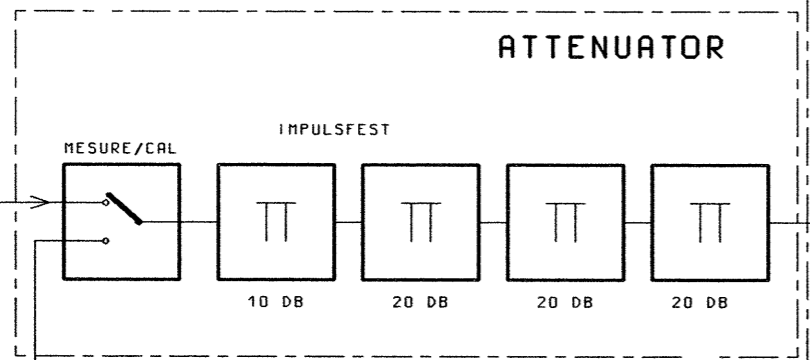 ATTENUATOR
IMPULSFEST
MESURE/CAL
10 DB
20 DB
20 DB
20 DB